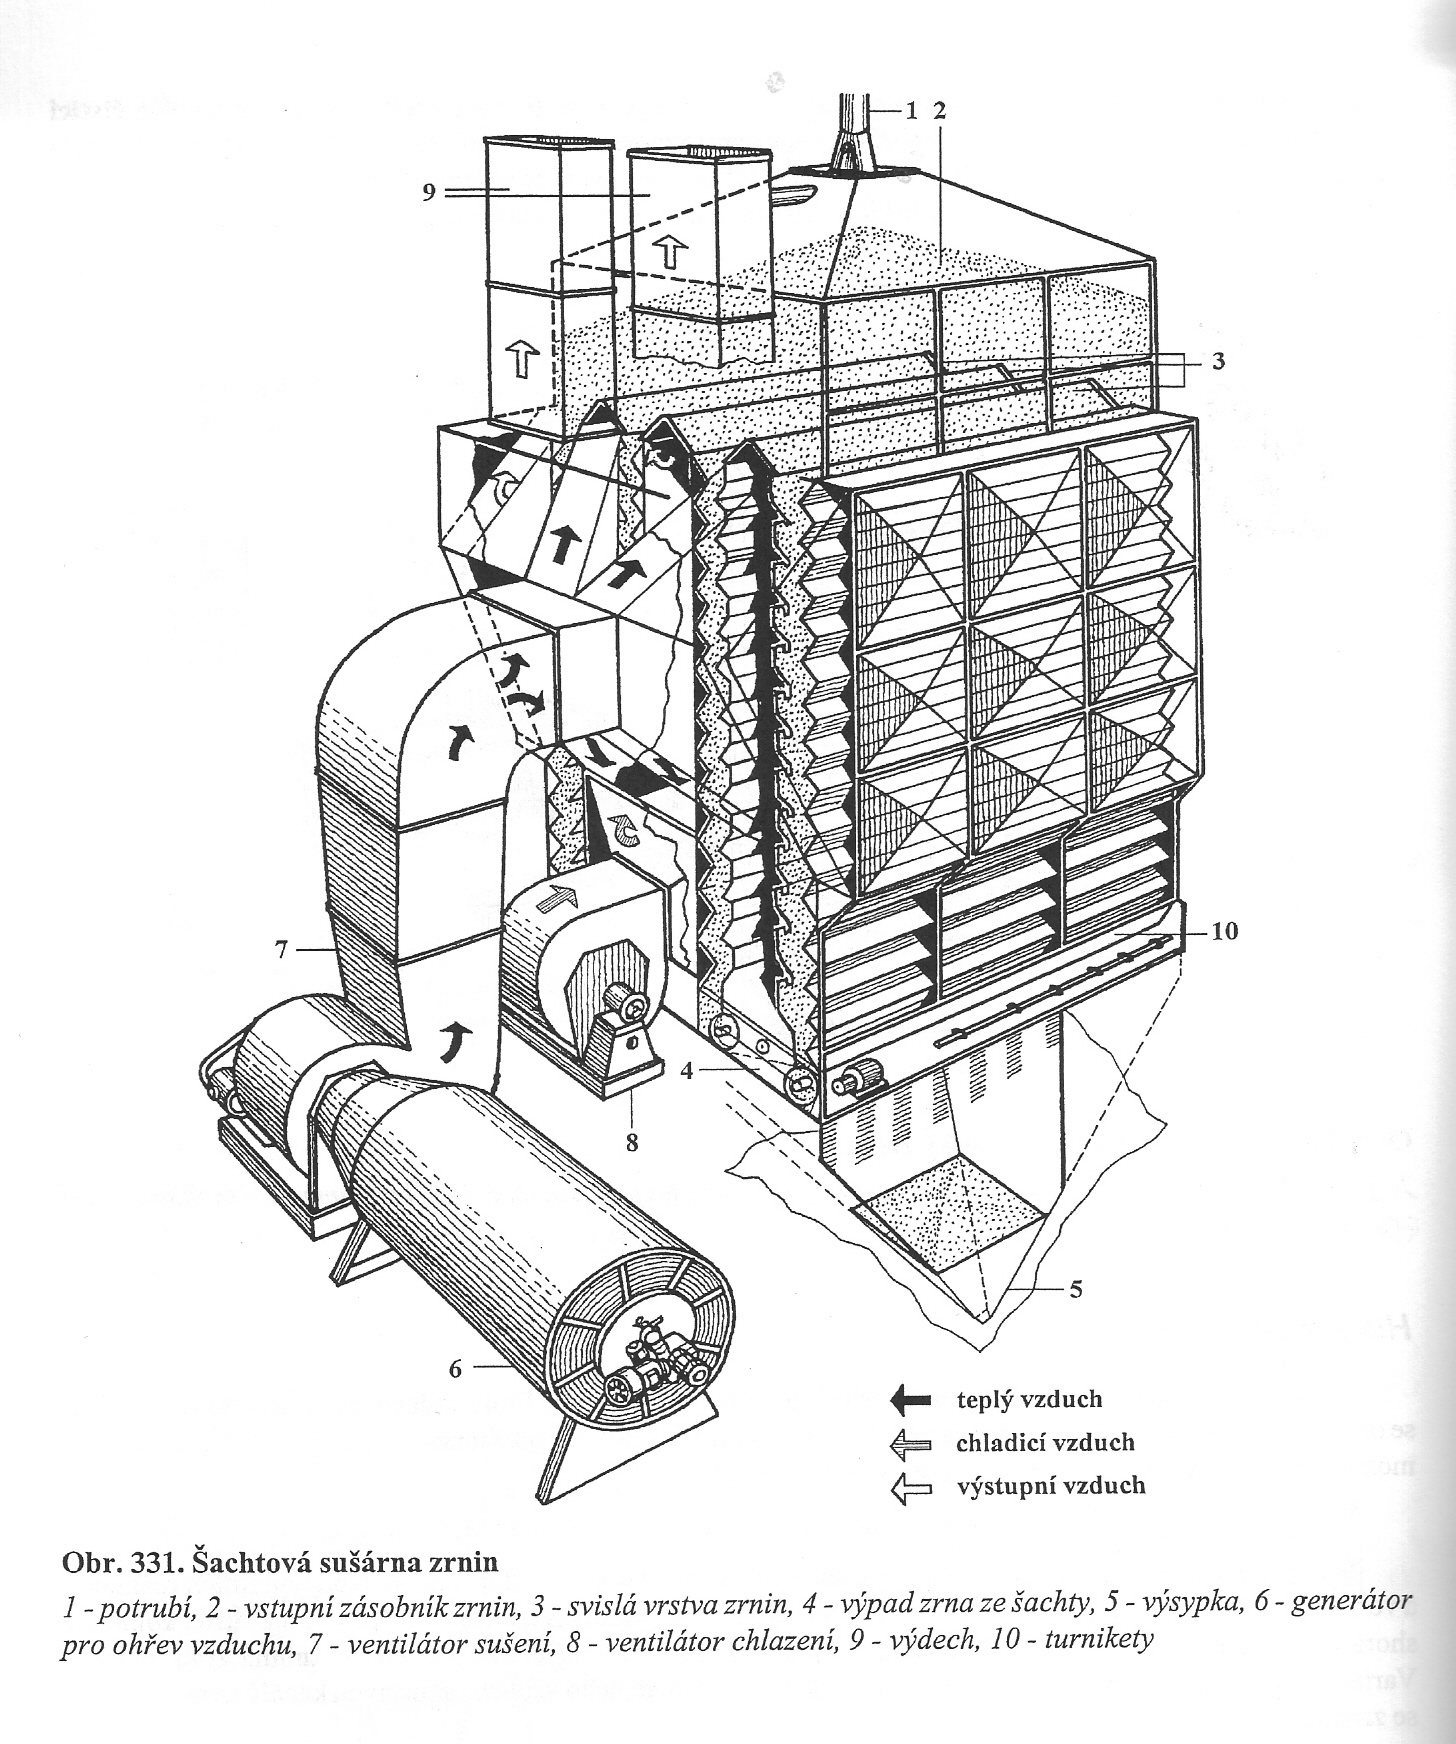 1 2
9
3
7
10
4
8
5
6
teplý vzduch
chladicí vzduch
výstupní vzduch
Obr. 331. Šachtová sušárna zrnin
1 - potrubí, 2 - vstupní zásobník zrnin, 3 - svislá vrstva zrnin, 4 - výpad zrna ze šachty, 5 - výsypka, 6 - generátor
pro ohřev vzduchu, 7 - ventilátor sušení, 8 - ventilátor chlazení, 9 - výdech, 10 - turnikety